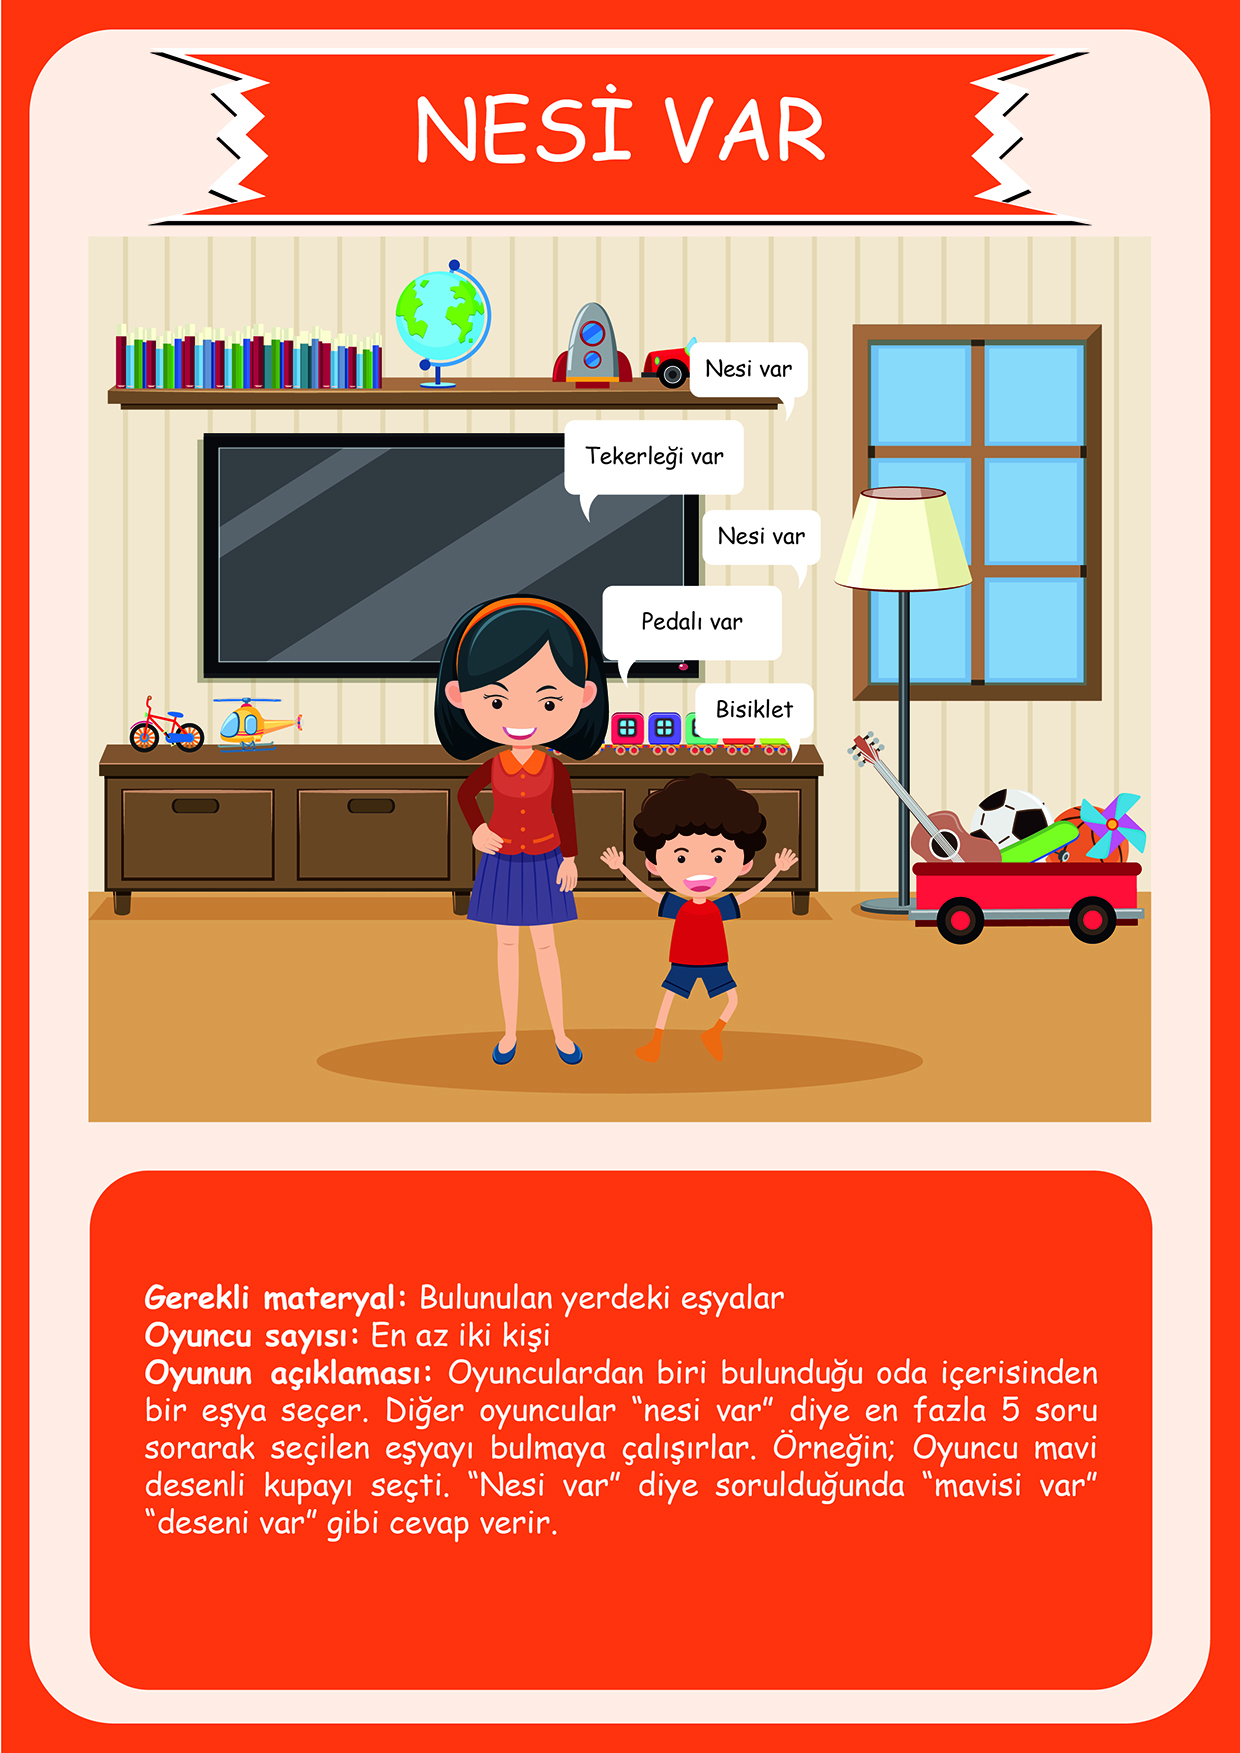 NESİ VAR
Nesi var
Tekerleği var
Nesi var
Pedalı var
Bisiklet
Gerekli materyal: Bulunulan yerdeki eşyalar
Oyuncu sayısı: En az iki kişi
Oyunun açıklaması: Oyunculardan biri bulunduğu oda içerisinden
bir eşya seçer. Diğer oyuncular “nesi var” diye en fazla 5 soru
sorarak seçilen eşyayı bulmaya çalışırlar. Örneğin; Oyuncu mavi
desenli kupayı seçti. “Nesi var” diye sorulduğunda “mavisi var”
“deseni var” gibi cevap verir.